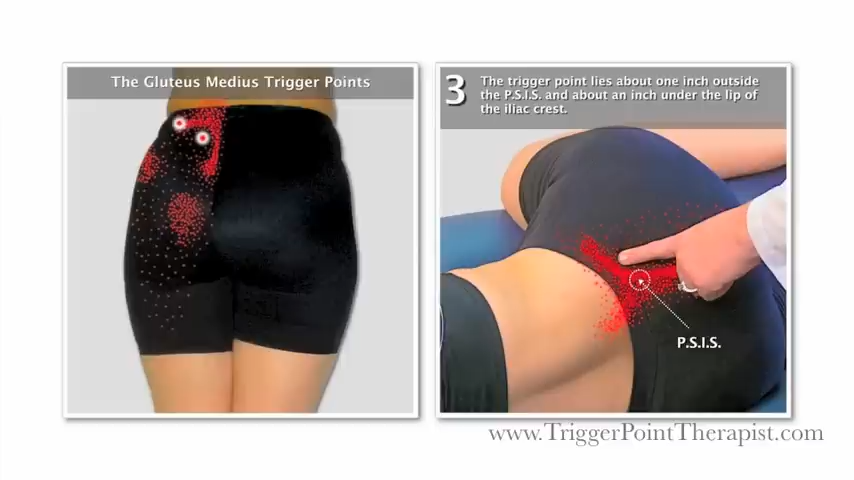 The Gluteus Medius Trigger Points
3
The trigger point lies about one inch outside
the P.S.I.S. and about an inch under the lip of
the iliac crest.
P.S.I.S.
www.TriggerPointTherapist.com